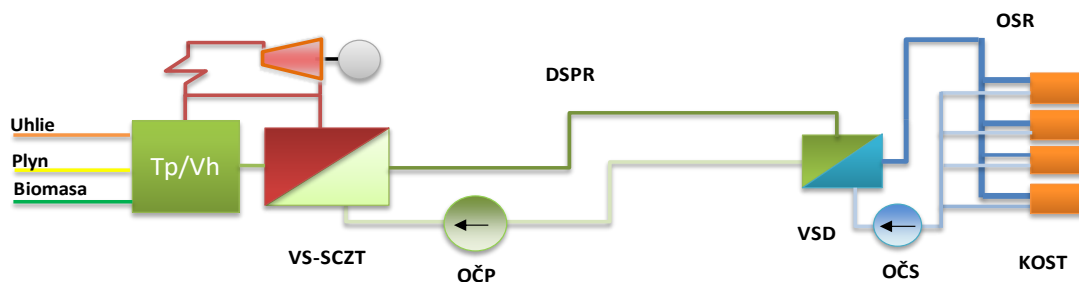 OSR
DSPR
Uhlie
Plyn
Biomasa
Tp/Vh
VS-SCZT
OČP
VSD
OČS
KOST